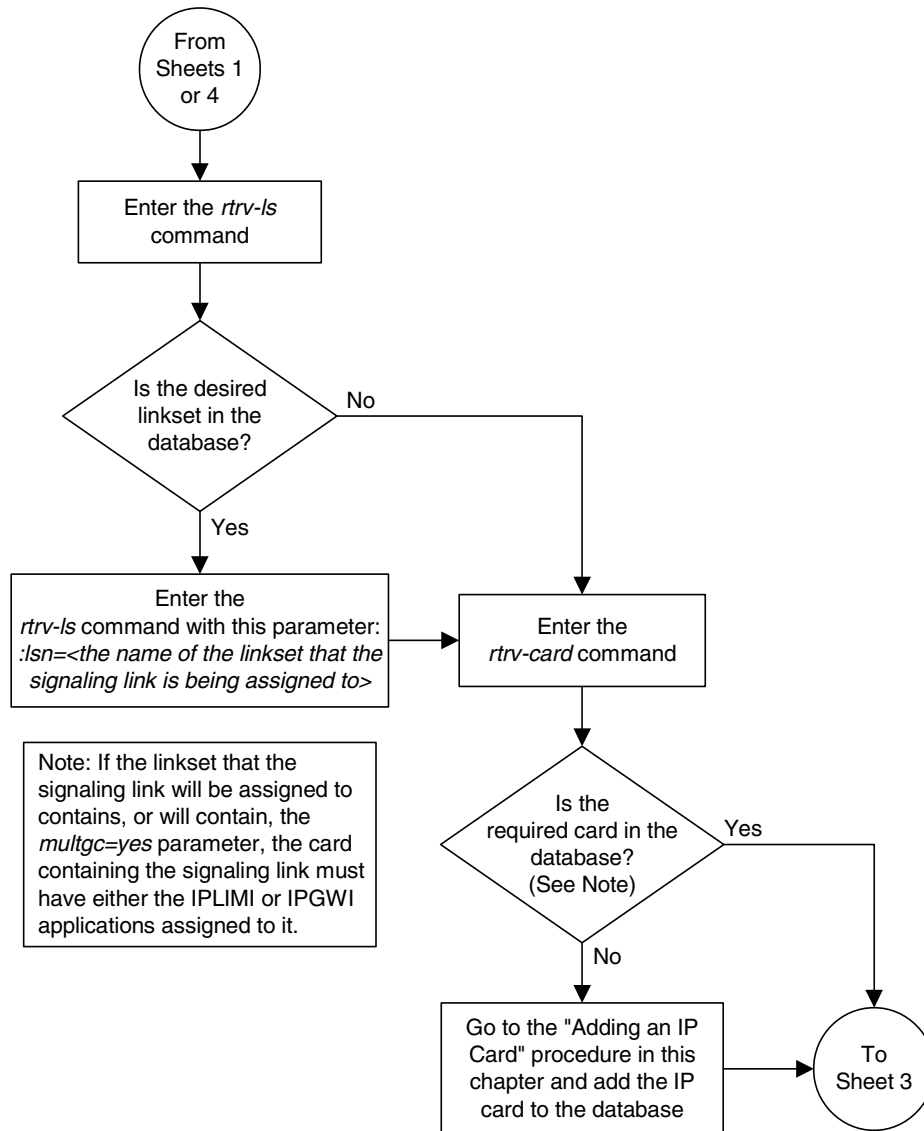 From
Sheets 1
or 4
Enter the rtrv-ls
command
Is the desired
linkset in the
database?
No
Yes
Enter the
rtrv-ls command with this parameter:
:lsn=<the name of the linkset that the
signaling link is being assigned to>
Enter the
rtrv-card command
Note: If the linkset that the
signaling link will be assigned to
contains, or will contain, the
multgc=yes parameter, the card
containing the signaling link must
have either the IPLIMI or IPGWI
applications assigned to it.
Is the
required card in the
database?
(See Note)
Yes
No
Go to the "Adding an IP
Card" procedure in this
chapter and add the IP
card to the database
To
Sheet 3